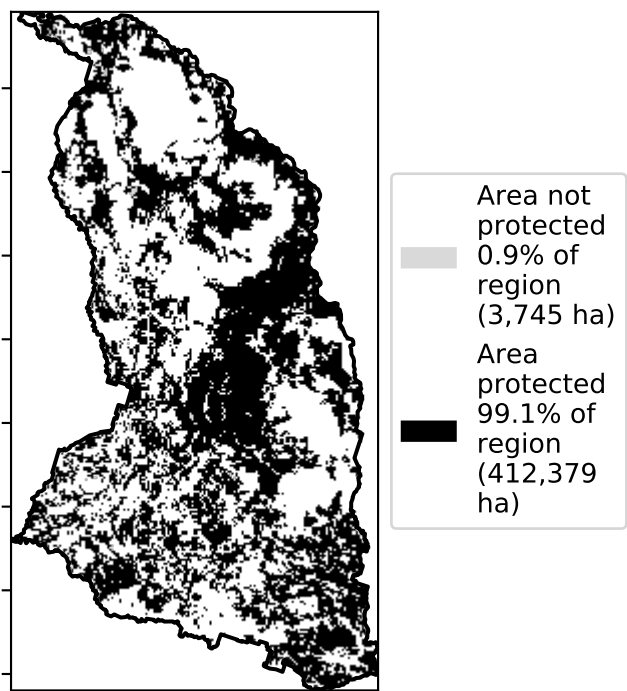 Area not
protected
0.9% of
region
(3,745 ha)
Area
protected
99.1% of
region
(412,379
ha)